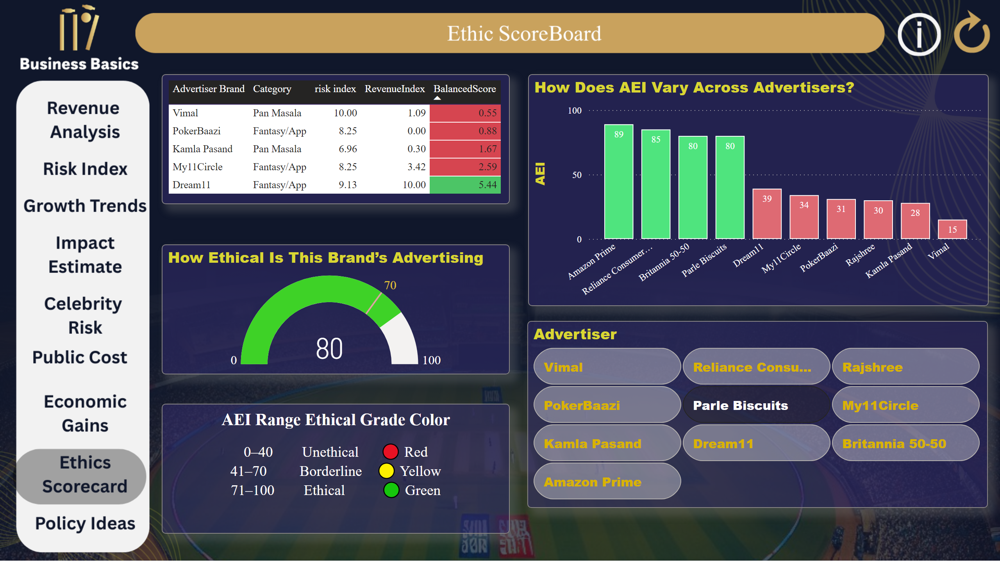 Business Basics
Ethic ScoreBoard
Revenue
Analysis
Risk Index
Growth Trends
Impact
Estimate
Celebrity
Risk
Public Cost
Economic
Gains
Ethics
Scorecard
Policy Ideas
Advertiser Brand Category risk index RevenueIndex BalancedScore
Vimal Pan Masala 10.00 1.09 0.55
PokerBaazi Fantasy/App 8.25 0.00 0.88
Kamla Pasand Pan Masala 6.96 0.30 1.67
My11Circle Fantasy/App 8.25 3.42 2.59
Dream11 Fantasy/App 9.13 10.00 5.44
How Ethical Is This Brand’s Advertising
70
80
0 100
AEI Range Ethical Grade Color
0–40 Unethical Red
41–70 Borderline Yellow
71–100 Ethical Green
How Does AEI Vary Across Advertisers?
AEI
100
50
0
89 85 80 80 39 34 31 30 28 15
Amazon Prime Reliance Consumer... Britannia 50-50 Parle Biscuits Dream11 My11Circle PokerBaazi Rajshree Kamla Pasand Vimal
Advertiser
Vimal Reliance Consu... Rajshree
PokerBaazi Parle Biscuits My11Circle
Kamla Pasand Dream11 Britannia 50-50
Amazon Prime